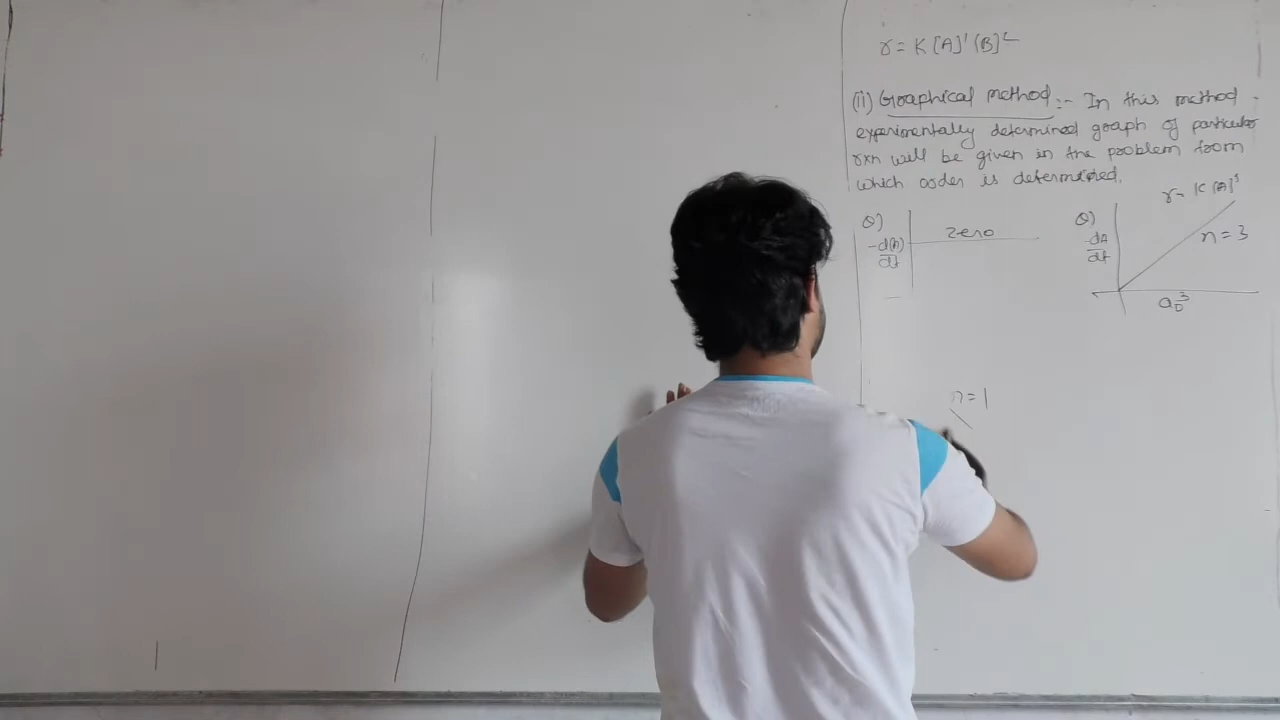 r = K[A]¹(B]²
(ii) Graphical Method :- In this method
experimentally determined graph of particular
rxn will be given in the problem from
which order is determined.
r = K[A]³
Q)
-d(A)
dt
zero
Q)
-dA
dt
n = 3
n = 1